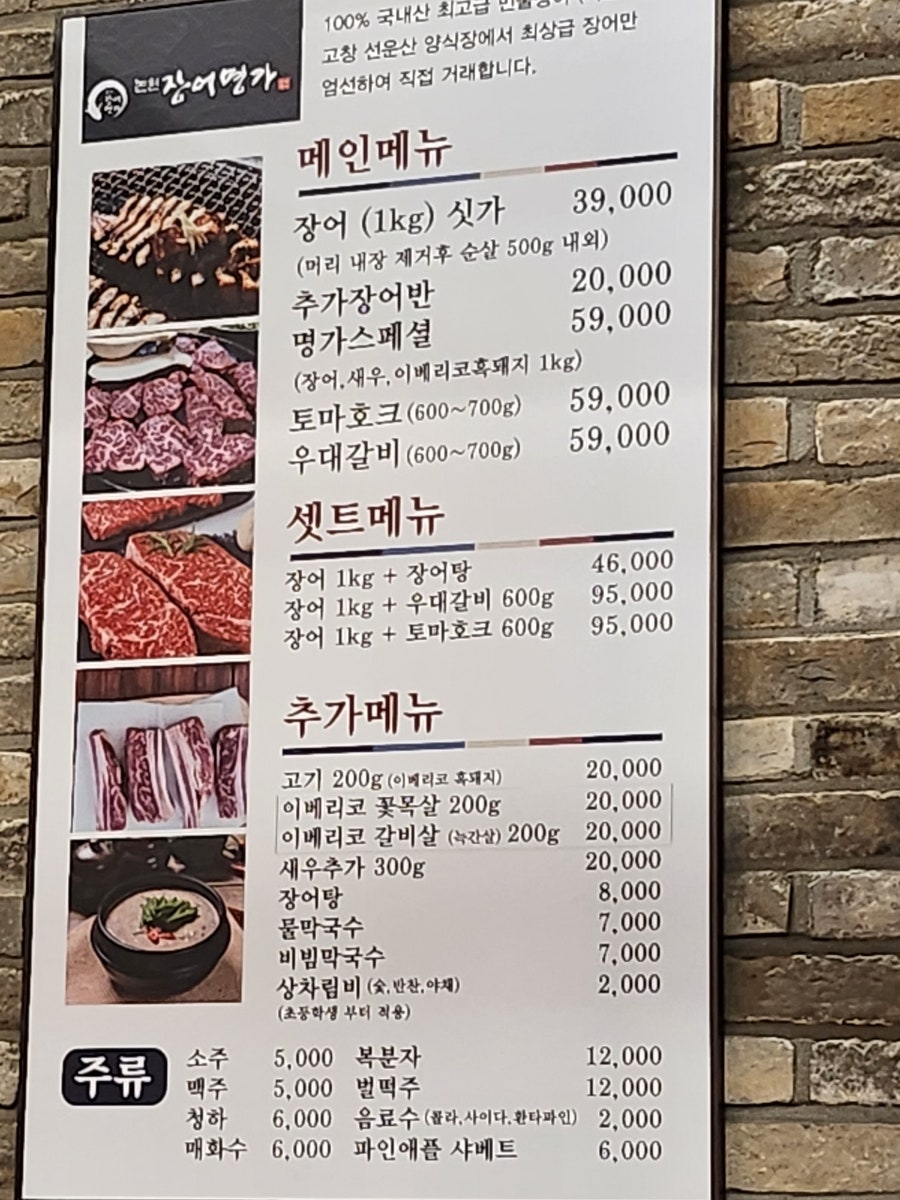 논현 장어명가
100% 국내산 최고급 민물장어
고창 선운산 양식장에서 최상급 장어만
엄선하여 직접 거래합니다.
메인메뉴
장어 (1kg) 싯가 39,000
(머리 내장 제거후 순살 500g 내외)
추가장어반 20,000
명가스페셜 59,000
(장어,새우,이베리코흑돼지 1kg)
토마호크(600~700g) 59,000
우대갈비(600~700g) 59,000
셋트메뉴
장어 1kg + 장어탕 46,000
장어 1kg + 우대갈비 600g 95,000
장어 1kg + 토마호크 600g 95,000
추가메뉴
고기 200g(이베리코 흑돼지) 20,000
이베리코 꽃목살 200g 20,000
이베리코 갈비살 (늑간살) 200g 20,000
새우추가 300g 20,000
장어탕 8,000
물막국수 7,000
비빔막국수 7,000
상차림비(숯,반찬,야채) 2,000
(초등학생 부터 적용)
주류
소주 5,000 복분자 12,000
맥주 5,000 벌떡주 12,000
청하 6,000 음료수(콜라,사이다,환타파인) 2,000
매화수 6,000 파인애플 샤베트 6,000